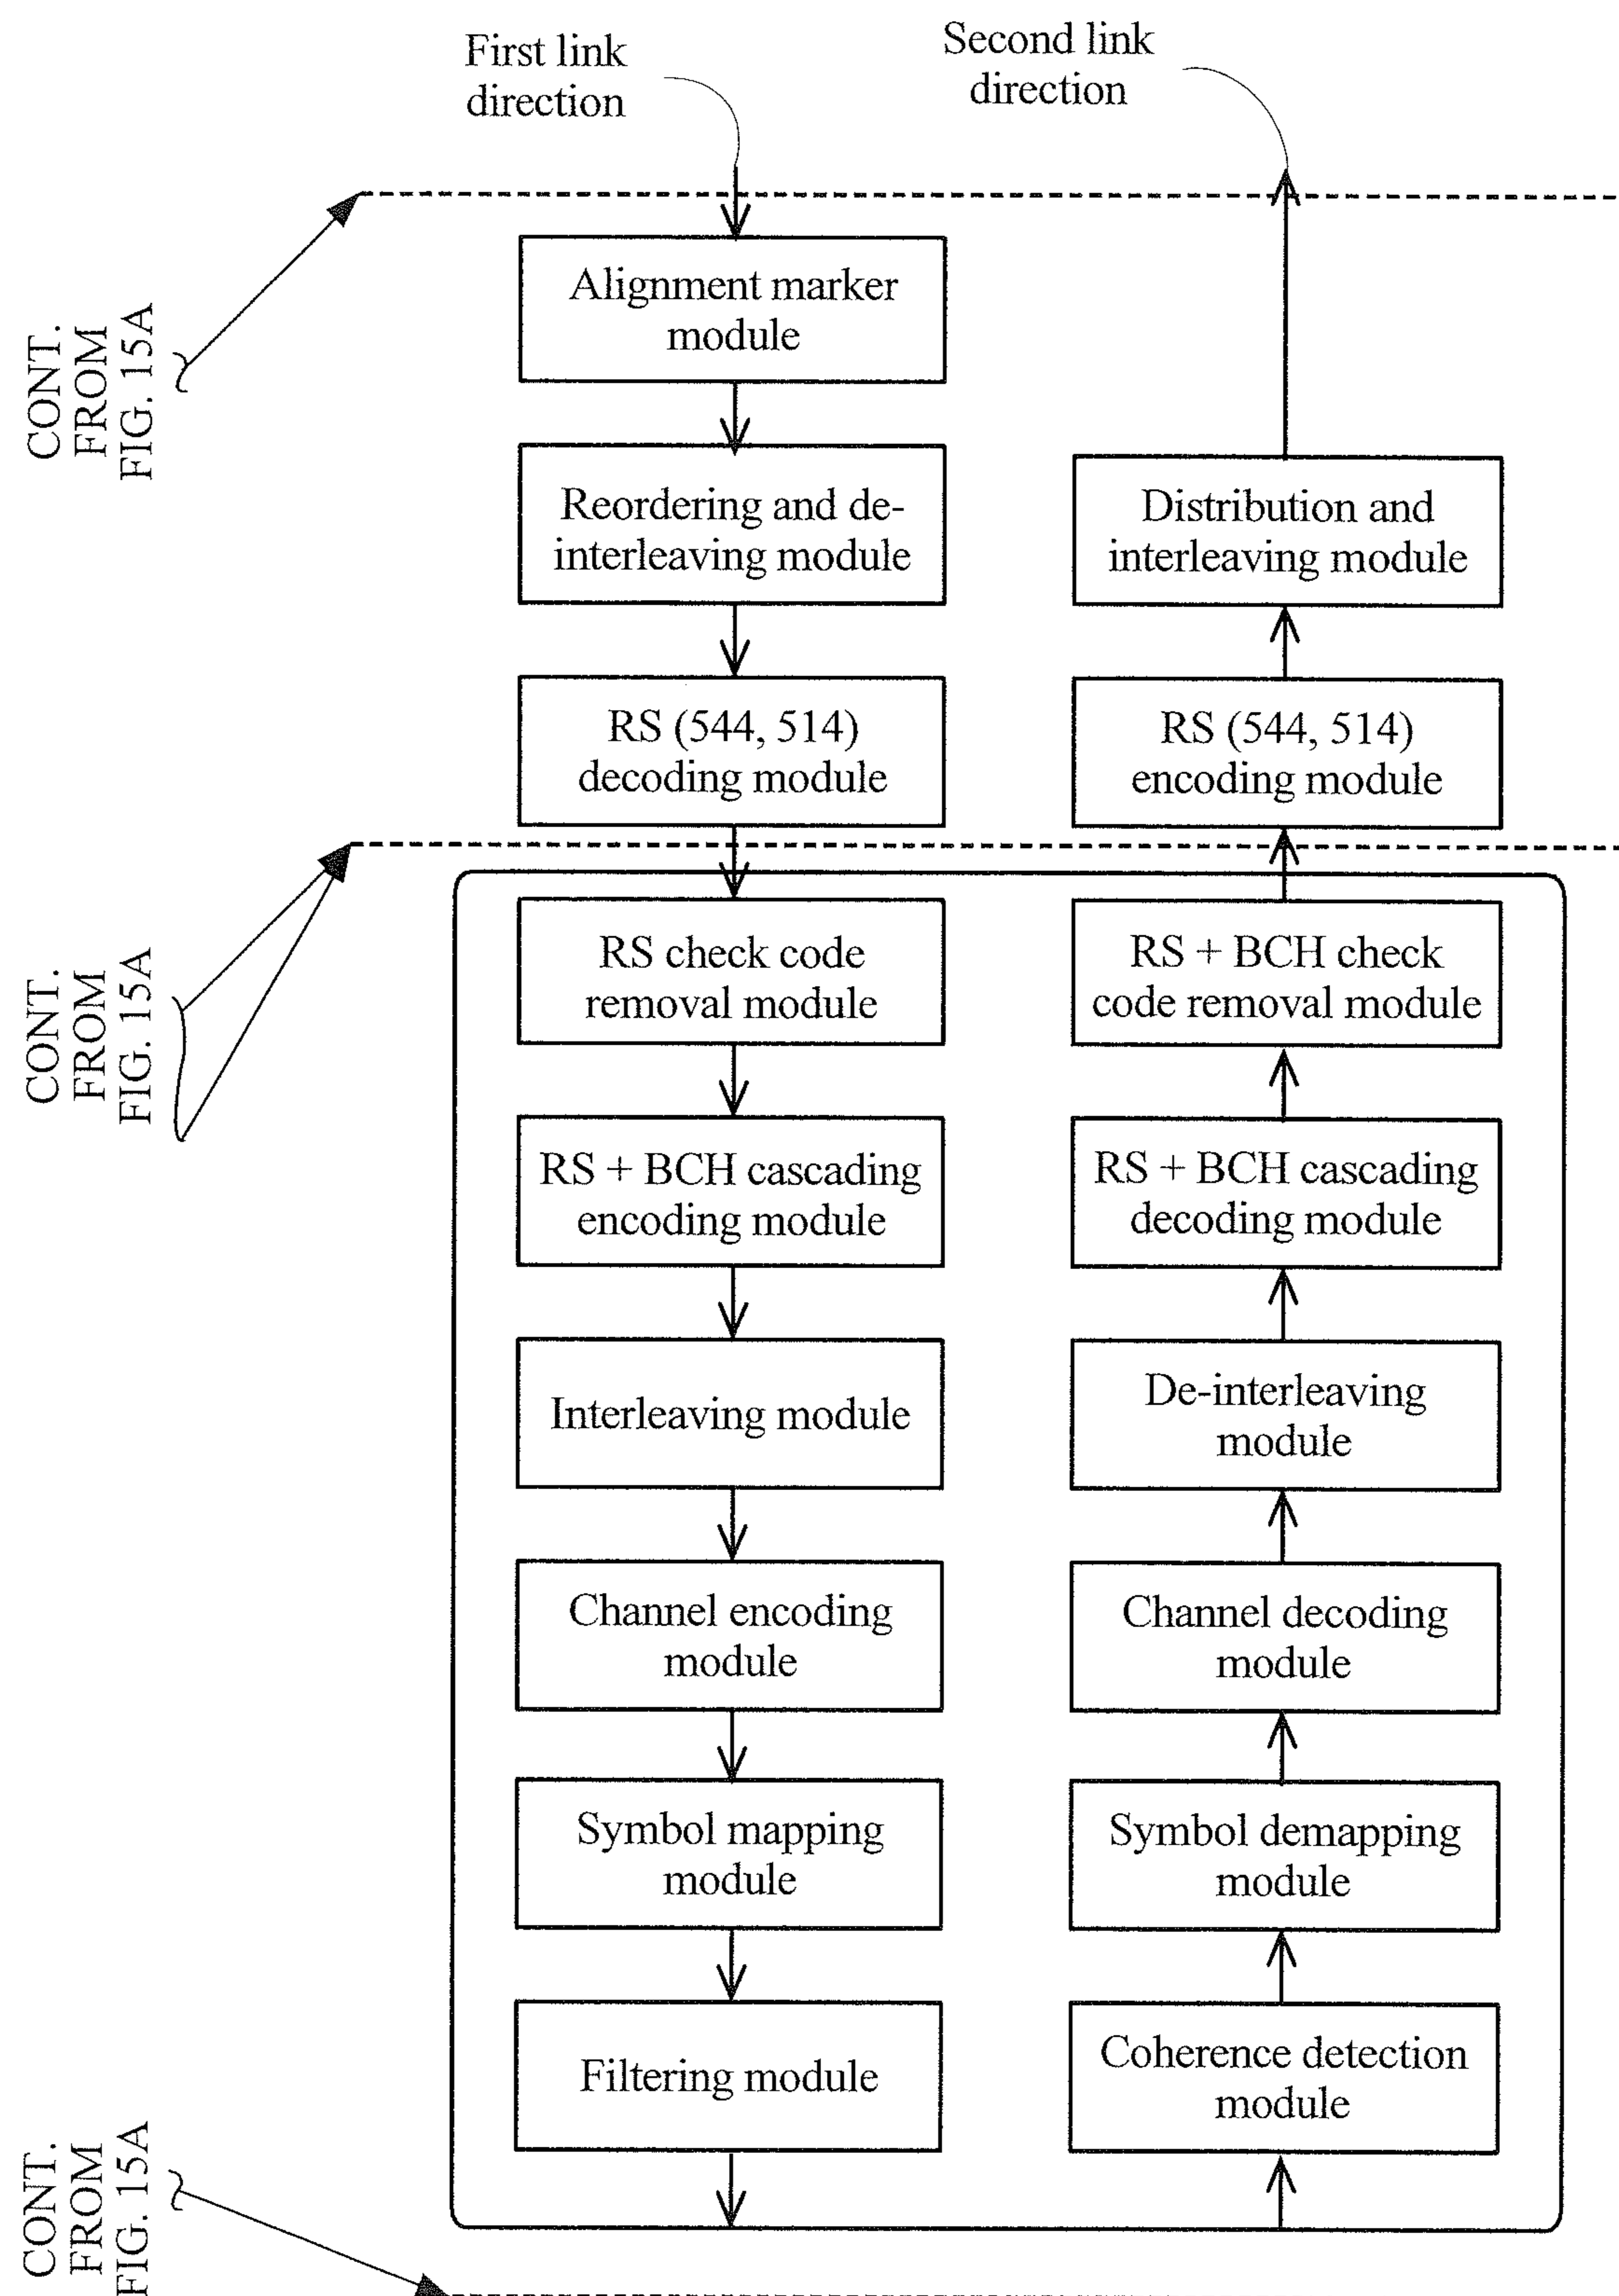 First link
direction
Second link
direction
CONT.
FROM
FIG. 15A
Alignment marker
module
Reordering and de-
interleaving module
Distribution and
interleaving module
RS (544, 514)
decoding module
RS (544, 514)
encoding module
CONT.
FROM
FIG. 15A
RS check code
removal module
RS + BCH check
code removal module
RS + BCH cascading
encoding module
RS + BCH cascading
decoding module
Interleaving module
De-interleaving
module
Channel encoding
module
Channel decoding
module
Symbol mapping
module
Symbol demapping
module
Filtering module
Coherence detection
module
CONT.
FROM
FIG. 15A